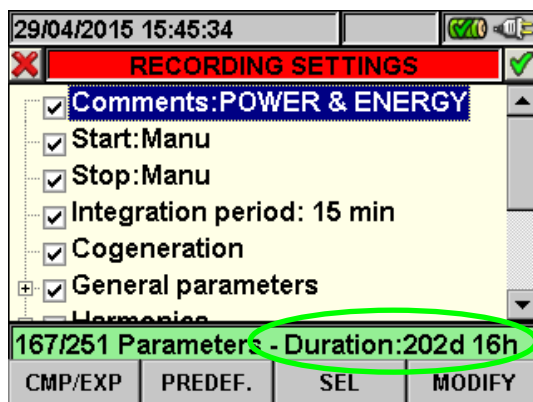 29/04/2015 15:45:34
RECORDING SETTINGS
Comments:POWER & ENERGY
Start:Manu
Stop:Manu
Integration period: 15 min
Cogeneration
General parameters
Harmonics
167/251 Parameters - Duration:202d 16h
CMP/EXP PREDEF. SEL MODIFY